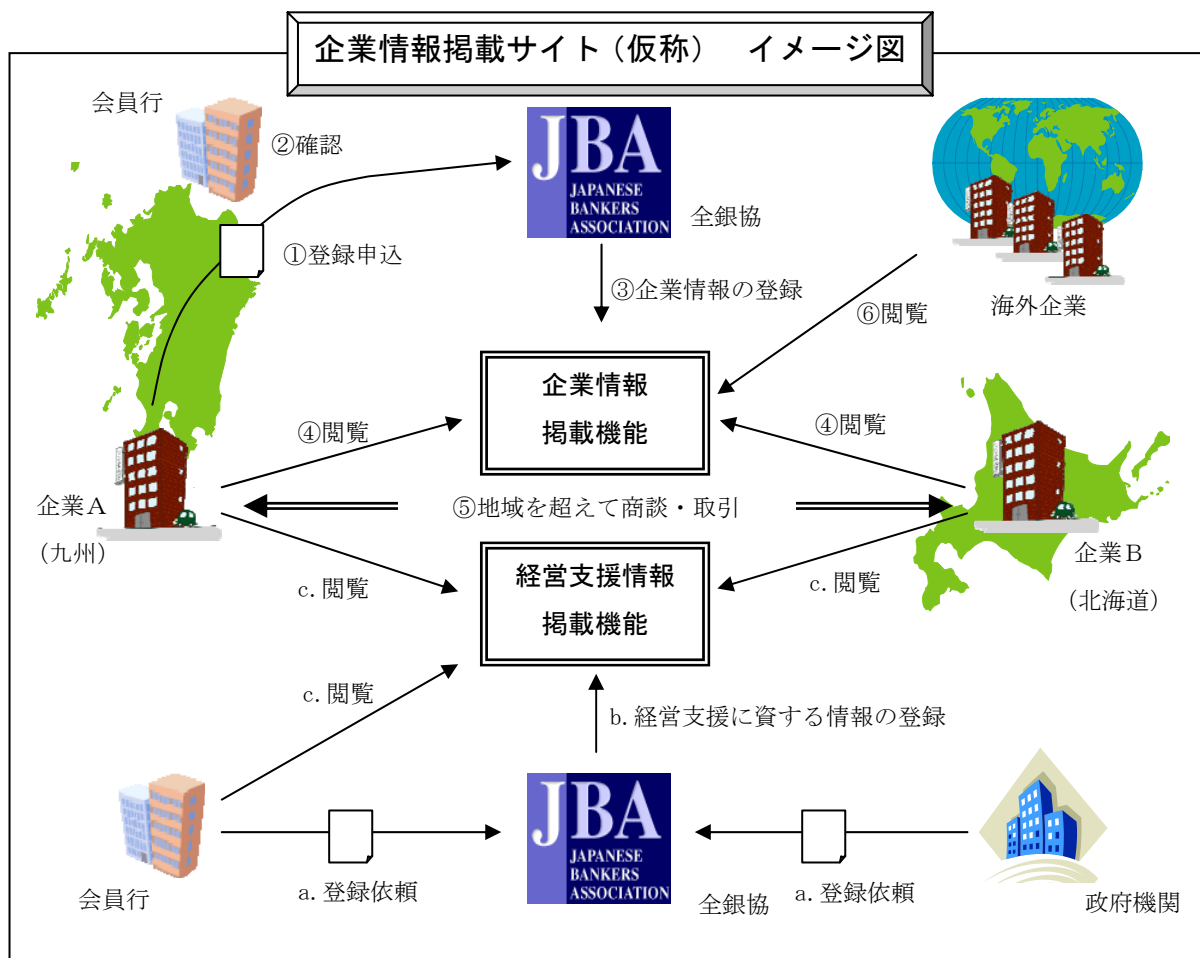 企業情報掲載サイト（仮称）　イメージ図
会員行
②確認
JBA
JAPANESE
BANKERS
ASSOCIATION
全銀協
①登録申込
③企業情報の登録
海外企業
⑥閲覧
企業情報
掲載機能
④閲覧
④閲覧
企業Ａ
（九州）
⑤地域を超えて商談・取引
企業Ｂ
（北海道）
経営支援情報
掲載機能
c.閲覧
c.閲覧
c.閲覧
b.経営支援に資する情報の登録
会員行
a.登録依頼
JBA
JAPANESE
BANKERS
ASSOCIATION
全銀協
a.登録依頼
政府機関